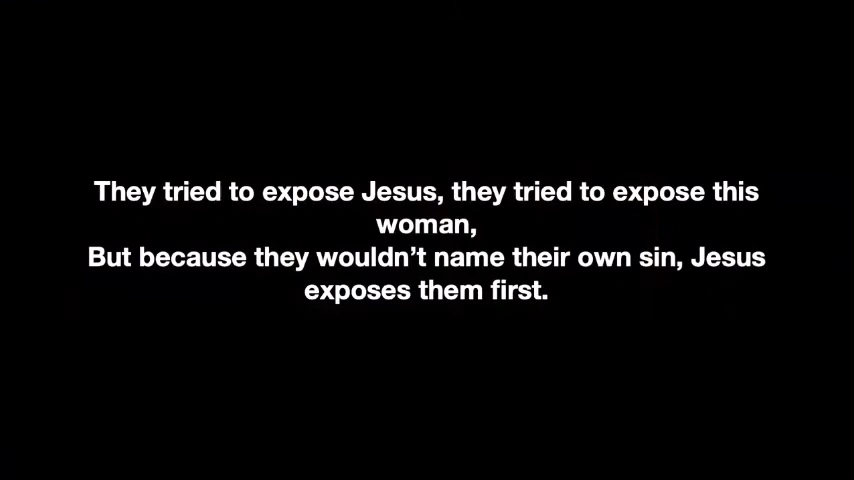 They tried to expose Jesus, they tried to expose this
woman,
But because they wouldn’t name their own sin, Jesus
exposes them first.